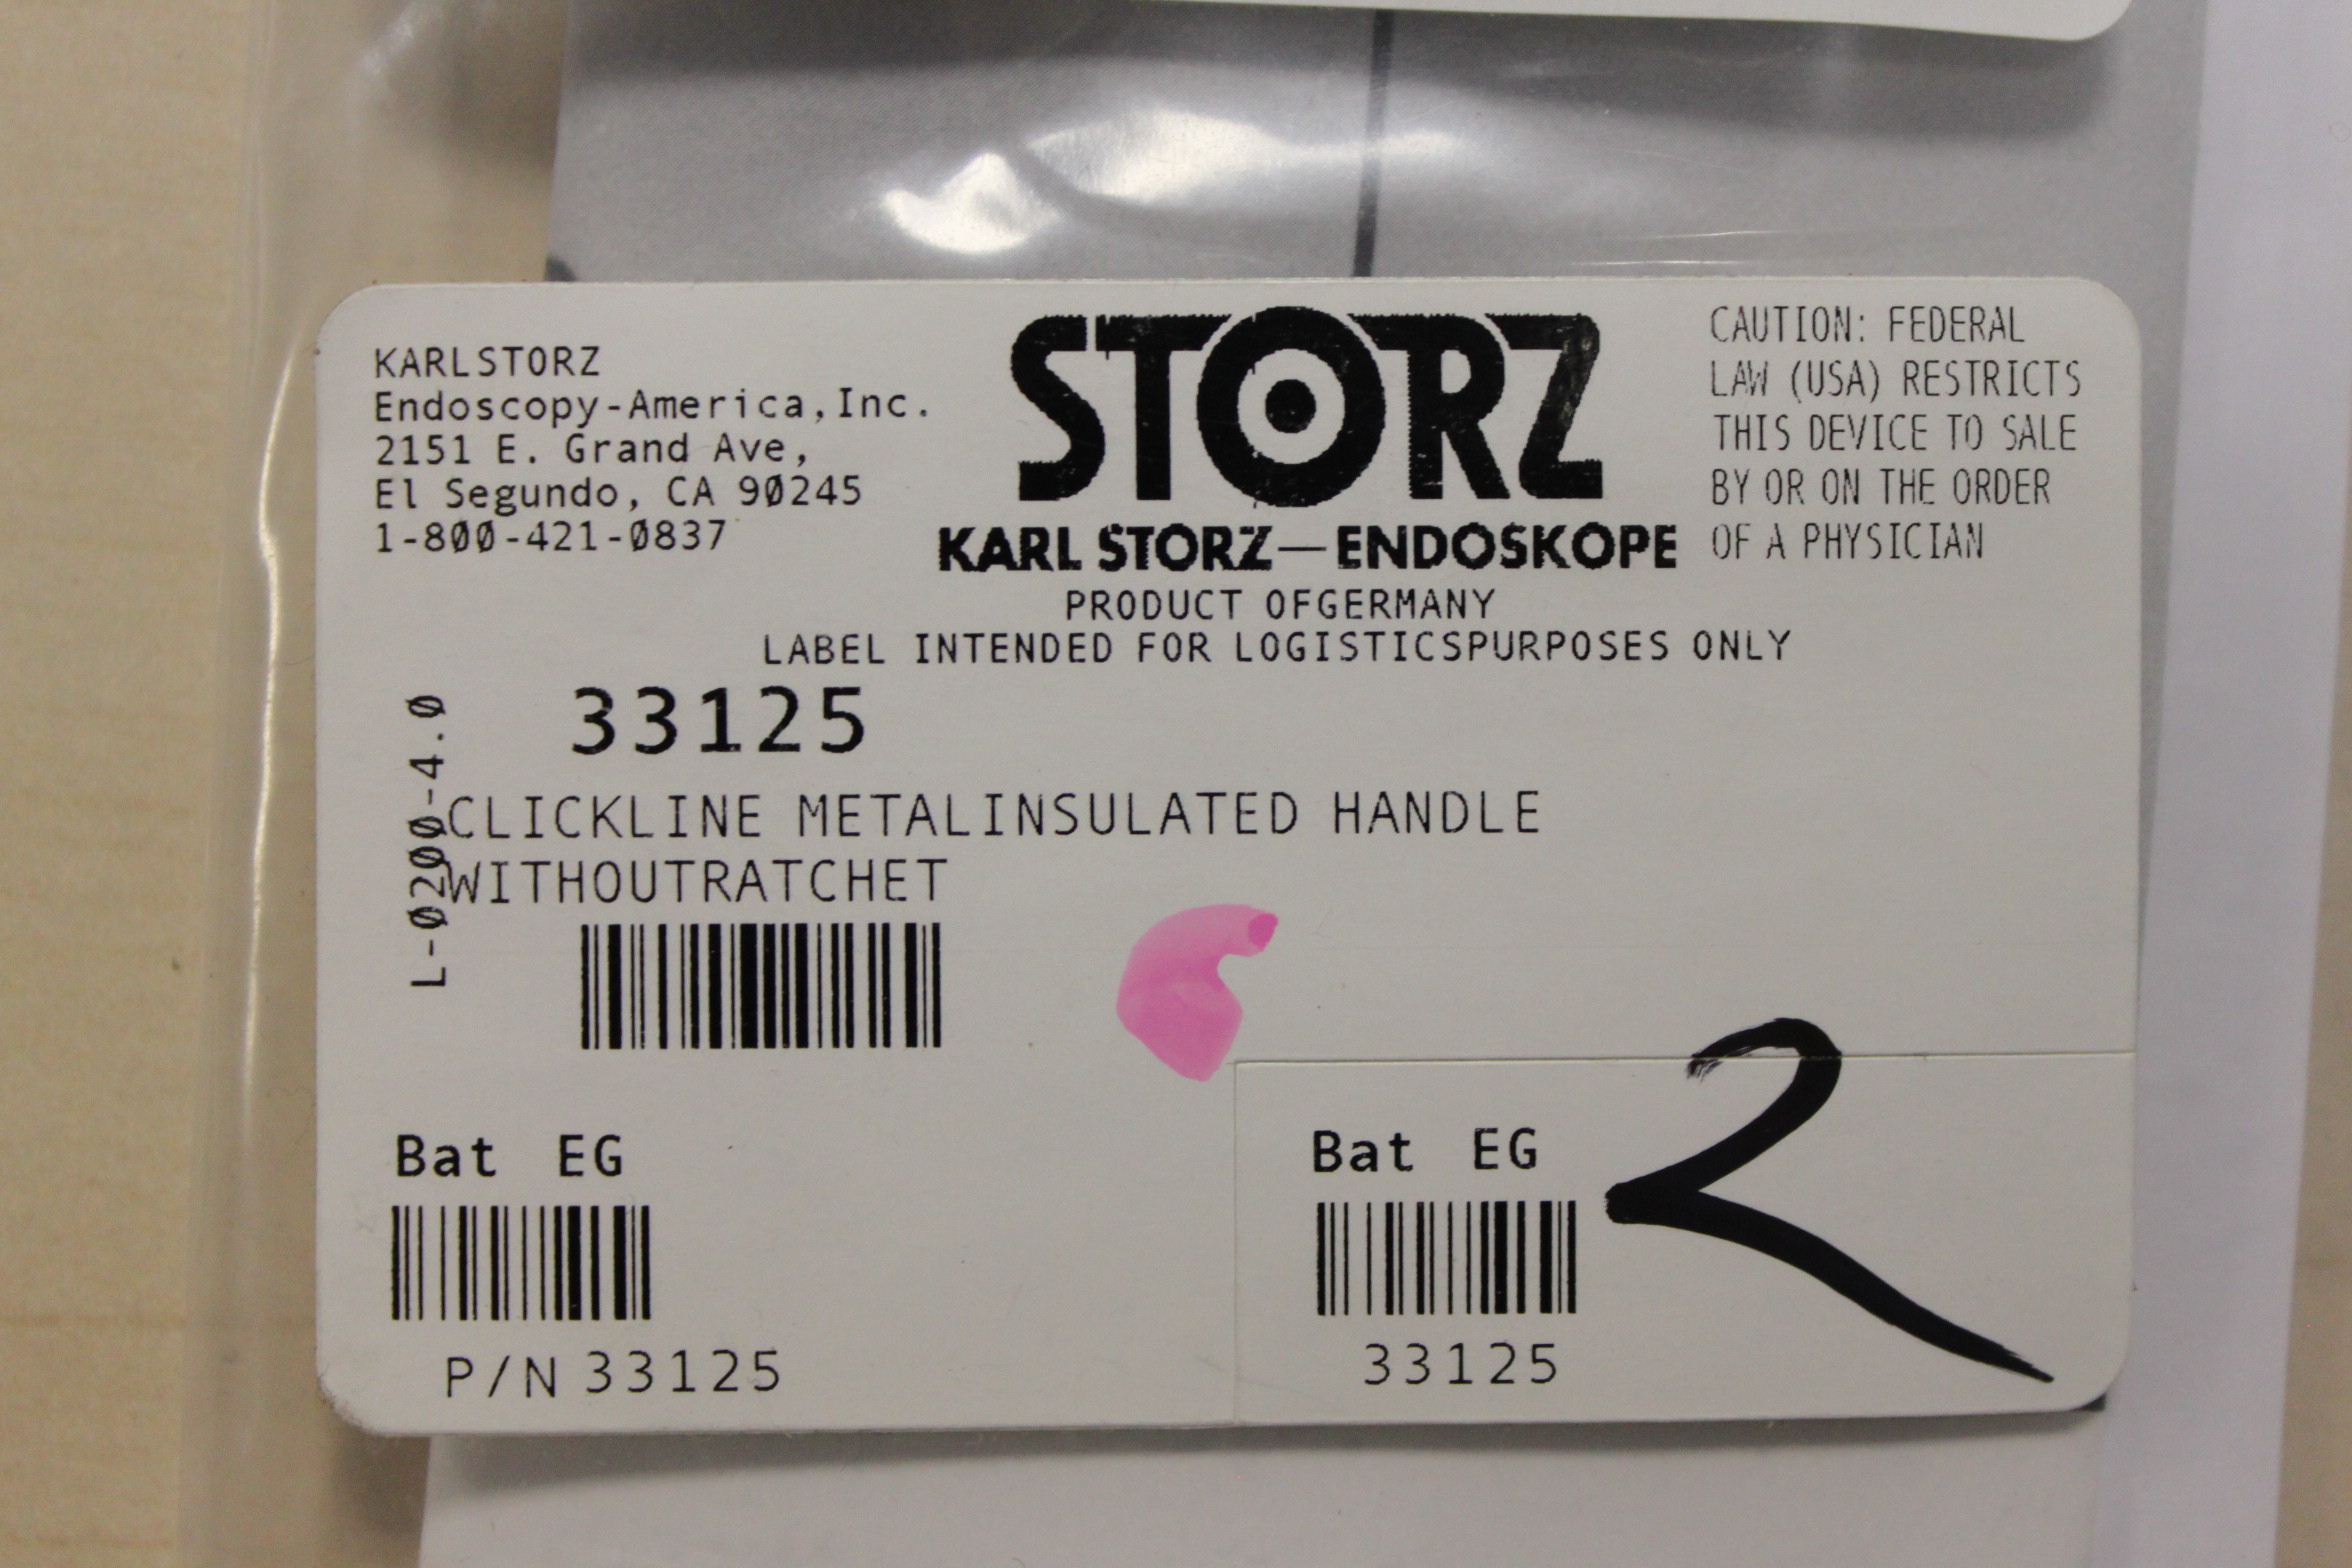 KARLSTORZ
Endoscopy-America,Inc.
2151 E. Grand Ave,
El Segundo, CA 90245
1-800-421-0837
STORZ
KARL STORZ—ENDOSKOPE
CAUTION: FEDERAL
LAW (USA) RESTRICTS
THIS DEVICE TO SALE
BY OR ON THE ORDER
OF A PHYSICIAN
PRODUCT OFGERMANY
LABEL INTENDED FOR LOGISTICSPURPOSES ONLY
L-0200-4.0
33125
CLICKLINE METALINSULATED HANDLE
WITHOUTRATCHET
Bat EG
P/N 33125
Bat EG
33125
2